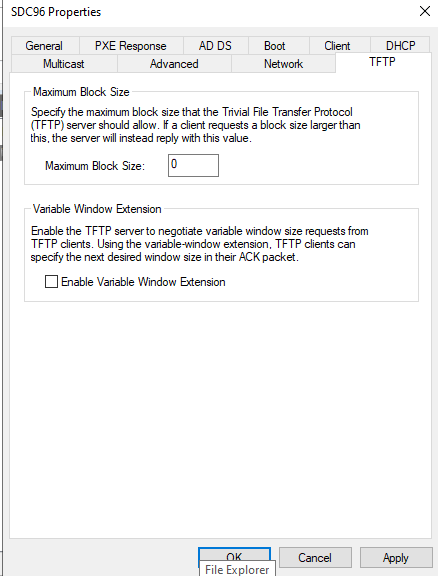 SDC96 Properties
General PXE Response AD DS Boot Client DHCP
Multicast Advanced Network TFTP
Maximum Block Size
Specify the maximum block size that the Trivial File Transfer Protocol
(TFTP) server should allow. If a client requests a block size larger than
this, the server will instead reply with this value.
Maximum Block Size: 0
Variable Window Extension
Enable the TFTP server to negotiate variable window size requests from
TFTP clients. Using the variable-window extension, TFTP clients can
specify the next desired window size in their ACK packet.
Enable Variable Window Extension
OK Cancel Apply
File Explorer